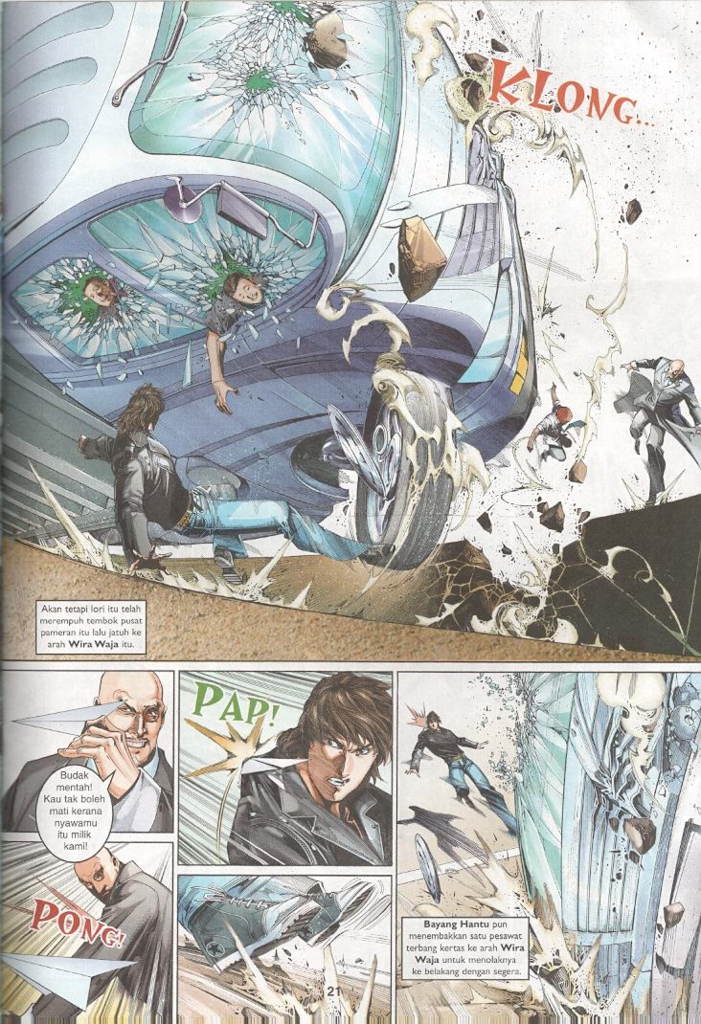 KLONG...
Akan tetapi lori itu telah
merempuh tembok pusat
pameran itu lalu jatuh ke
arah Wira Waja itu.
Budak
mentah!
Kau tak boleh
mati kerana
nyawamu
itu milik
kami!
PONG!
PAP!
Bayang Hantu pun
menembakkan satu pesawat
terbang kertas ke arah Wira
Waja untuk menolaknya
ke belakang dengan segera.
21